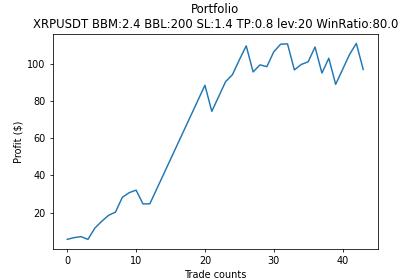 Portfolio
XRPUSDT BBM:2.4 BBL:200 SL:1.4 TP:0.8 lev:20 WinRatio:80.0
100
80
60
40
20
Profit ($)
0 10 20 30 40
Trade counts